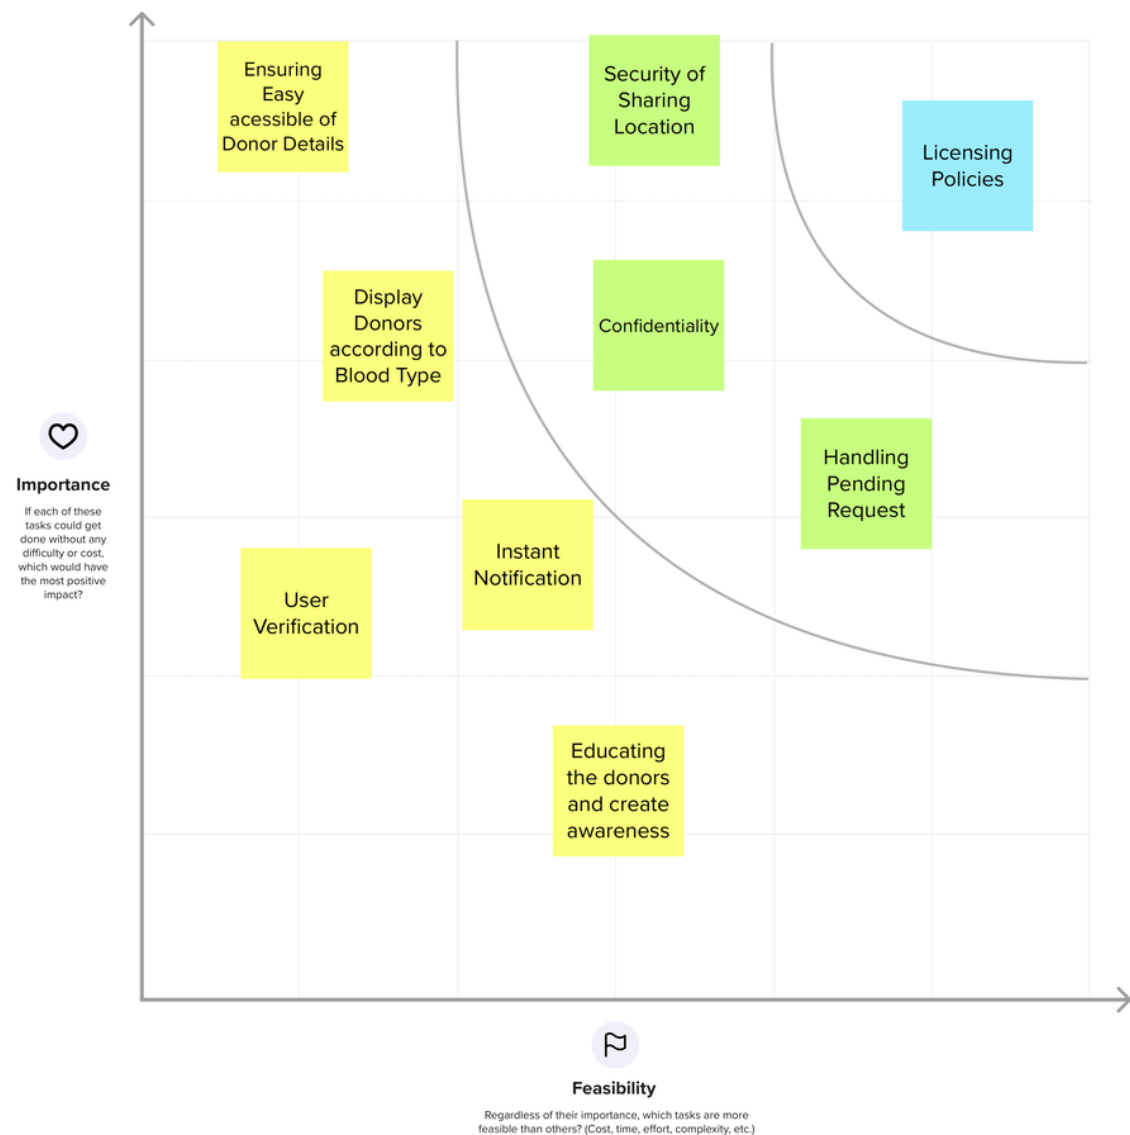 Ensuring
Easy
acessible of
Donor Details
Security of
Sharing
Location
Licensing
Policies
Display
Donors
according to
Blood Type
Confidentiality
Handling
Pending
Request
Importance
If each of these
tasks could get
done without any
difficulty or cost,
which would have
the most positive
impact?
Instant
Notification
User
Verification
Educating
the donors
and create
awareness
Feasibility
Regardless of their importance, which tasks are more
feasible than others? (Cost, time, effort, complexity, etc.)